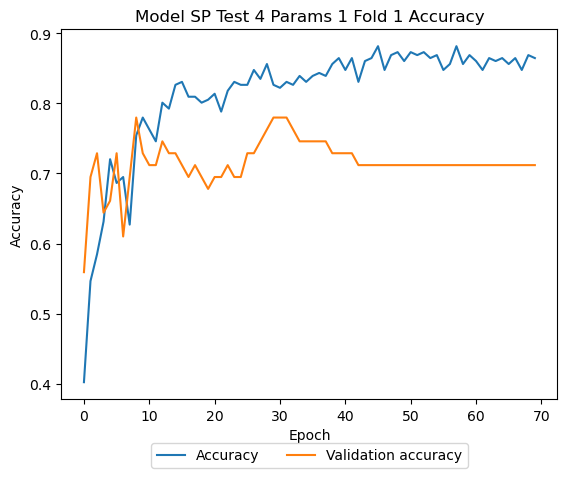 Model SP Test 4 Params 1 Fold 1 Accuracy
0.9
0.8
0.7
0.6
0.5
0.4
Accuracy
0 10 20 30 40 50 60 70
Epoch
Accuracy Validation accuracy